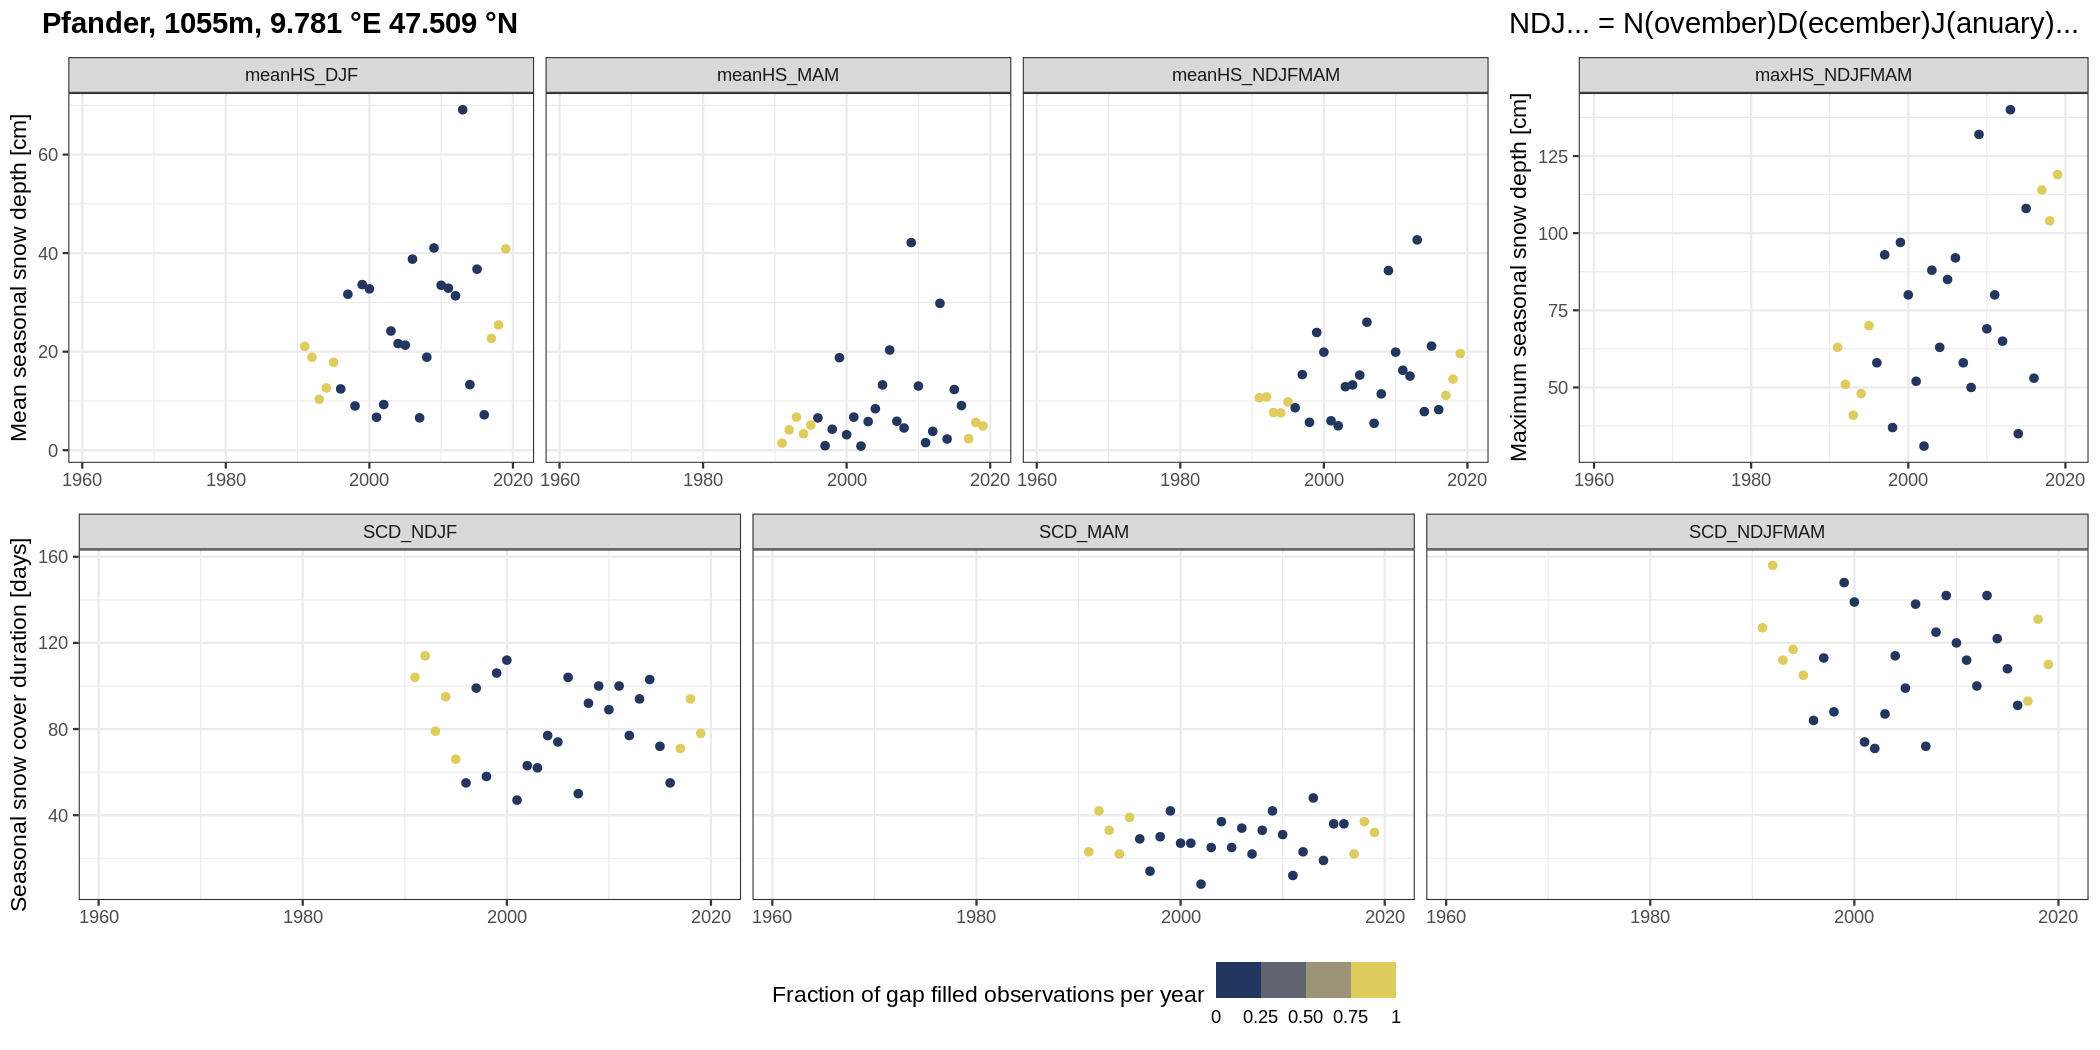 Pfander, 1055m, 9.781 °E 47.509 °N
NDJ... = N(ovember)D(ecember)J(anuary)...
meanHS_DJF
meanHS_MAM
meanHS_NDJFMAM
maxHS_NDJFMAM
Mean seasonal snow depth [cm]
60
40
20
0
1960 1980 2000 2020
1960 1980 2000 2020
1960 1980 2000 2020
Maximum seasonal snow depth [cm]
125
100
75
50
1960 1980 2000 2020
SCD_NDJF
SCD_MAM
SCD_NDJFMAM
Seasonal snow cover duration [days]
160
120
80
40
1960 1980 2000 2020
1960 1980 2000 2020
1960 1980 2000 2020
Fraction of gap filled observations per year
0 0.25 0.50 0.75 1